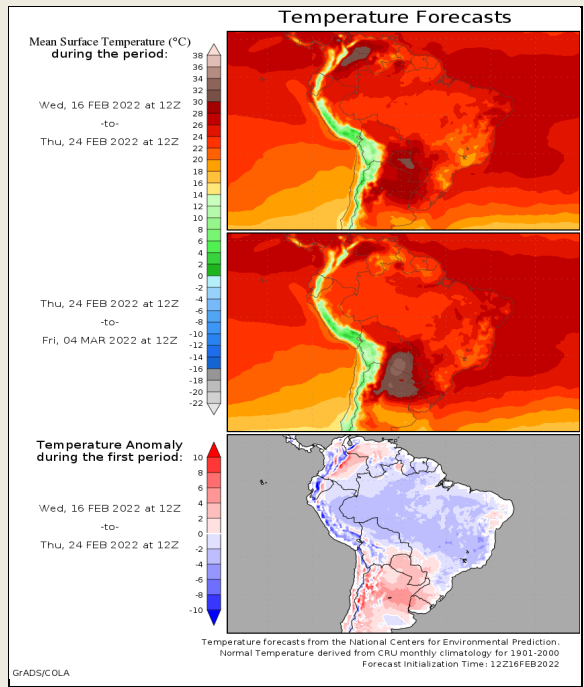 Temperature Forecasts
Mean Surface Temperature (°C)
during the period:
Wed, 16 FEB 2022 at 12Z
-to-
Thu, 24 FEB 2022 at 12Z
38
36
34
32
30
28
26
24
22
20
18
16
14
12
10
8
6
4
2
0
-2
-4
-6
-8
-10
-12
-14
-16
-18
-20
-22
Thu, 24 FEB 2022 at 12Z
-to-
Fri, 04 MAR 2022 at 12Z
Temperature Anomaly
during the first period:
Wed, 16 FEB 2022 at 12Z
-to-
Thu, 24 FEB 2022 at 12Z
10
8
6
4
2
0
-2
-4
-6
-8
-10
Temperature forecasts from the National Centers for Environmental Prediction.
Normal Temperature derived from CRU monthly climatology for 1901-2000
Forecast Initialization Time: 12Z16FEB2022
GrADS/COLA